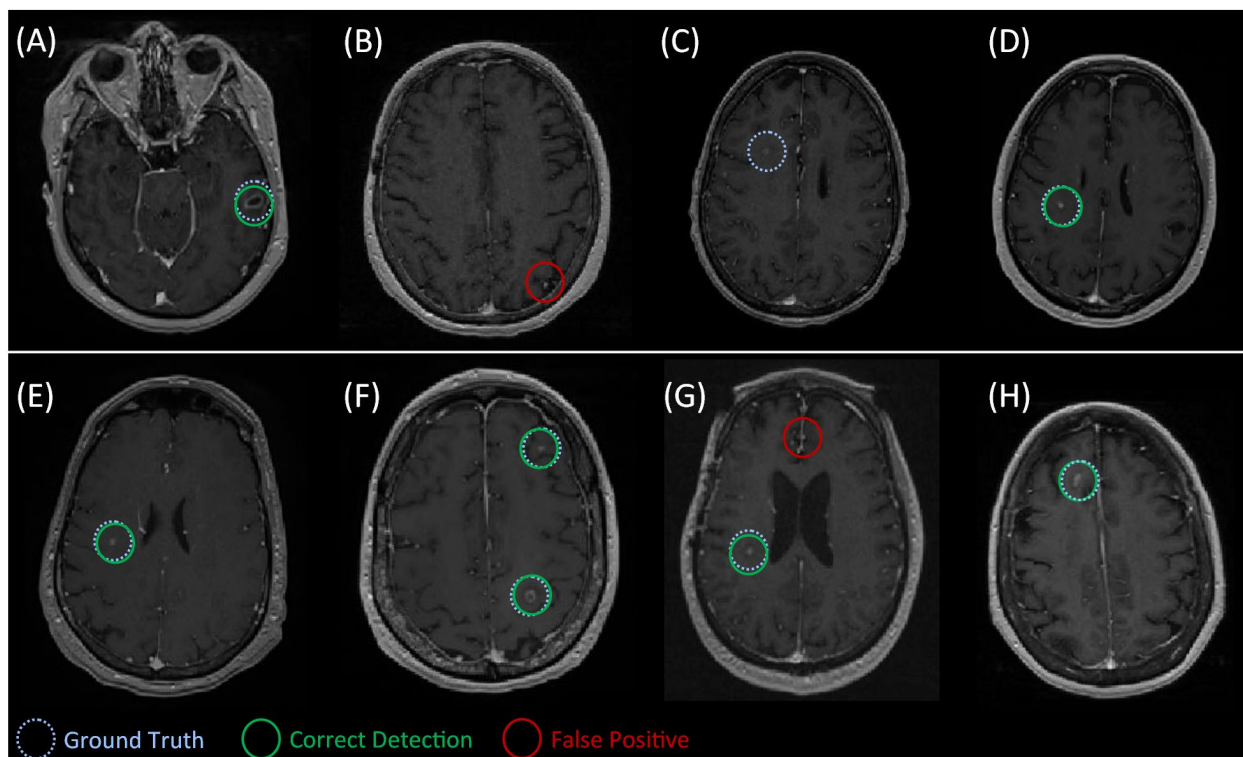 (A) (B) (C) (D)
(E) (F) (G) (H)
Ground Truth Correct Detection False Positive